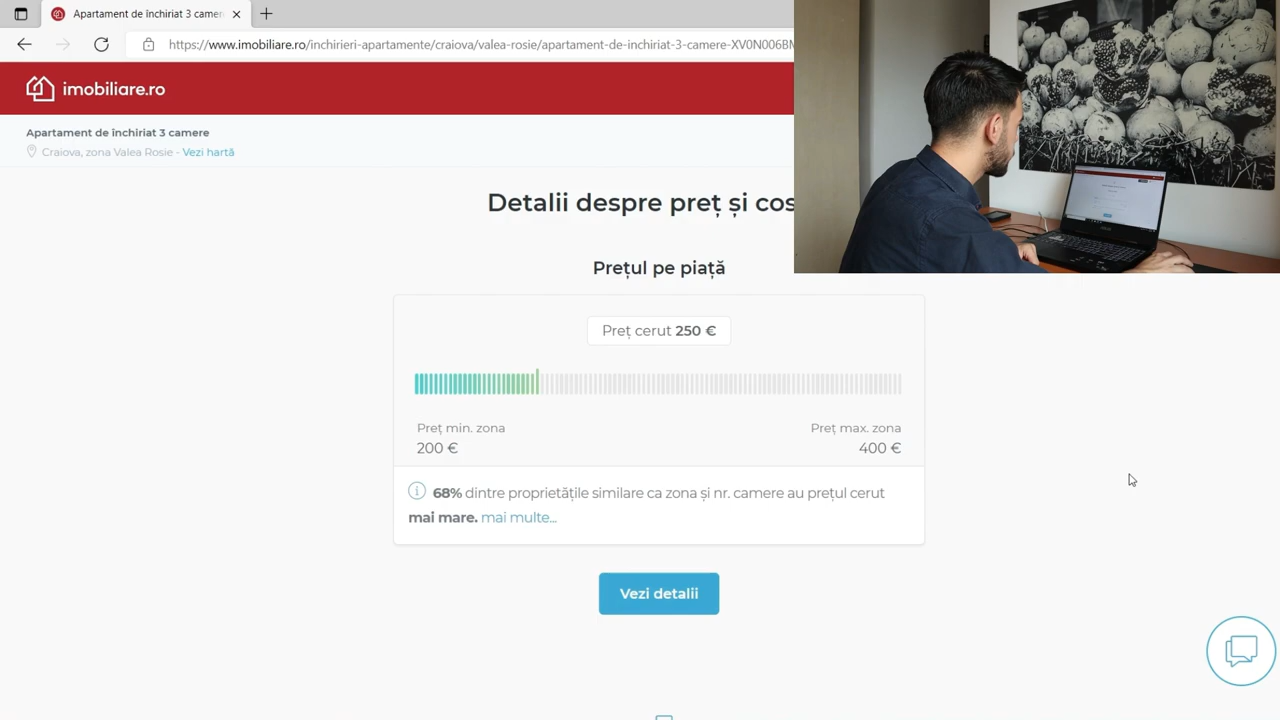 Apartament de închiriat 3 camere
https://www.imobiliare.ro/inchirieri-apartamente/craiova/valea-rosie/apartament-de-inchiriat-3-camere-XV0N006BM
imobiliare.ro
Apartament de închiriat 3 camere
Craiova, zona Valea Rosie - Vezi hartă
Detalii despre preț și cos
Prețul pe piață
Preț cerut 250 €
Preț min. zona
Preț max. zona
200 €
400 €
68% dintre proprietățile similare ca zona și nr. camere au prețul cerut
mai mare. mai multe...
Vezi detalii